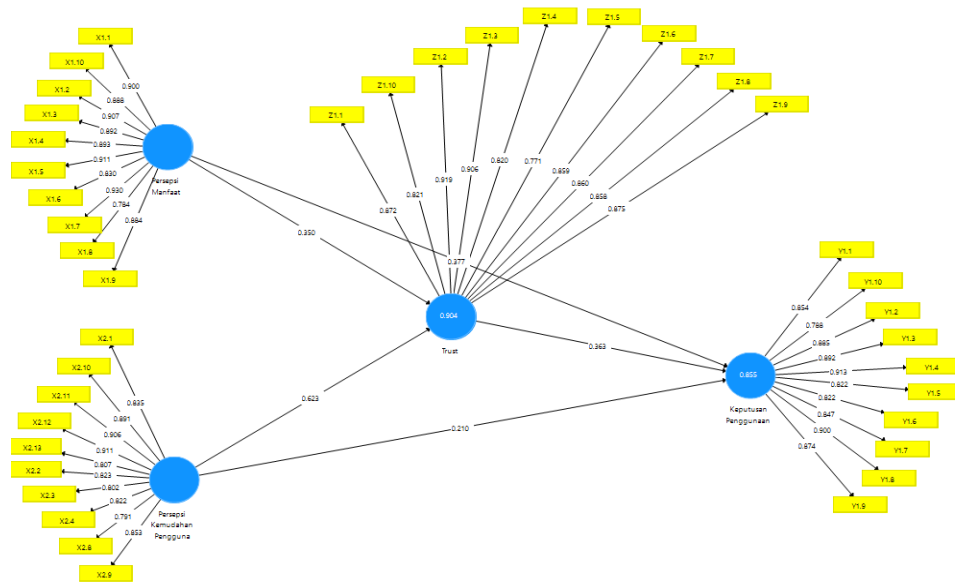 X1.1
X1.10
X1.2
X1.3
X1.4
X1.5
X1.6
X1.7
X1.8
X1.9
0.900
0.888
0.907
0.892
0.893
0.911
0.830
0.930
0.784
0.884
Persepsi
Manfaat
X2.1
X2.10
X2.11
X2.12
X2.13
X2.2
X2.3
X2.4
X2.8
X2.9
0.835
0.891
0.906
0.911
0.807
0.823
0.802
0.822
0.791
0.853
Persepsi
Kemudahan
Pengguna
Z1.1
Z1.10
Z1.2
Z1.3
Z1.4
Z1.5
Z1.6
Z1.7
Z1.8
Z1.9
0.872
0.821
0.919
0.906
0.820
0.771
0.859
0.860
0.858
0.875
0.350
0.377
0.623
0.363
0.210
0.904
Trust
0.855
Keputusan
Penggunaan
0.854
0.788
0.885
0.892
0.913
0.822
0.822
0.847
0.900
0.874
Y1.1
Y1.10
Y1.2
Y1.3
Y1.4
Y1.5
Y1.6
Y1.7
Y1.8
Y1.9